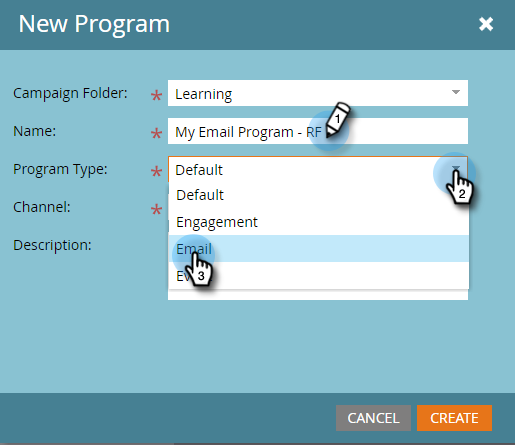 New Program
Campaign Folder: * Learning
Name: * My Email Program - RF 1
Program Type: * Default 2
Default
Channel: *
Engagement
Description:
Email 3
CANCEL CREATE